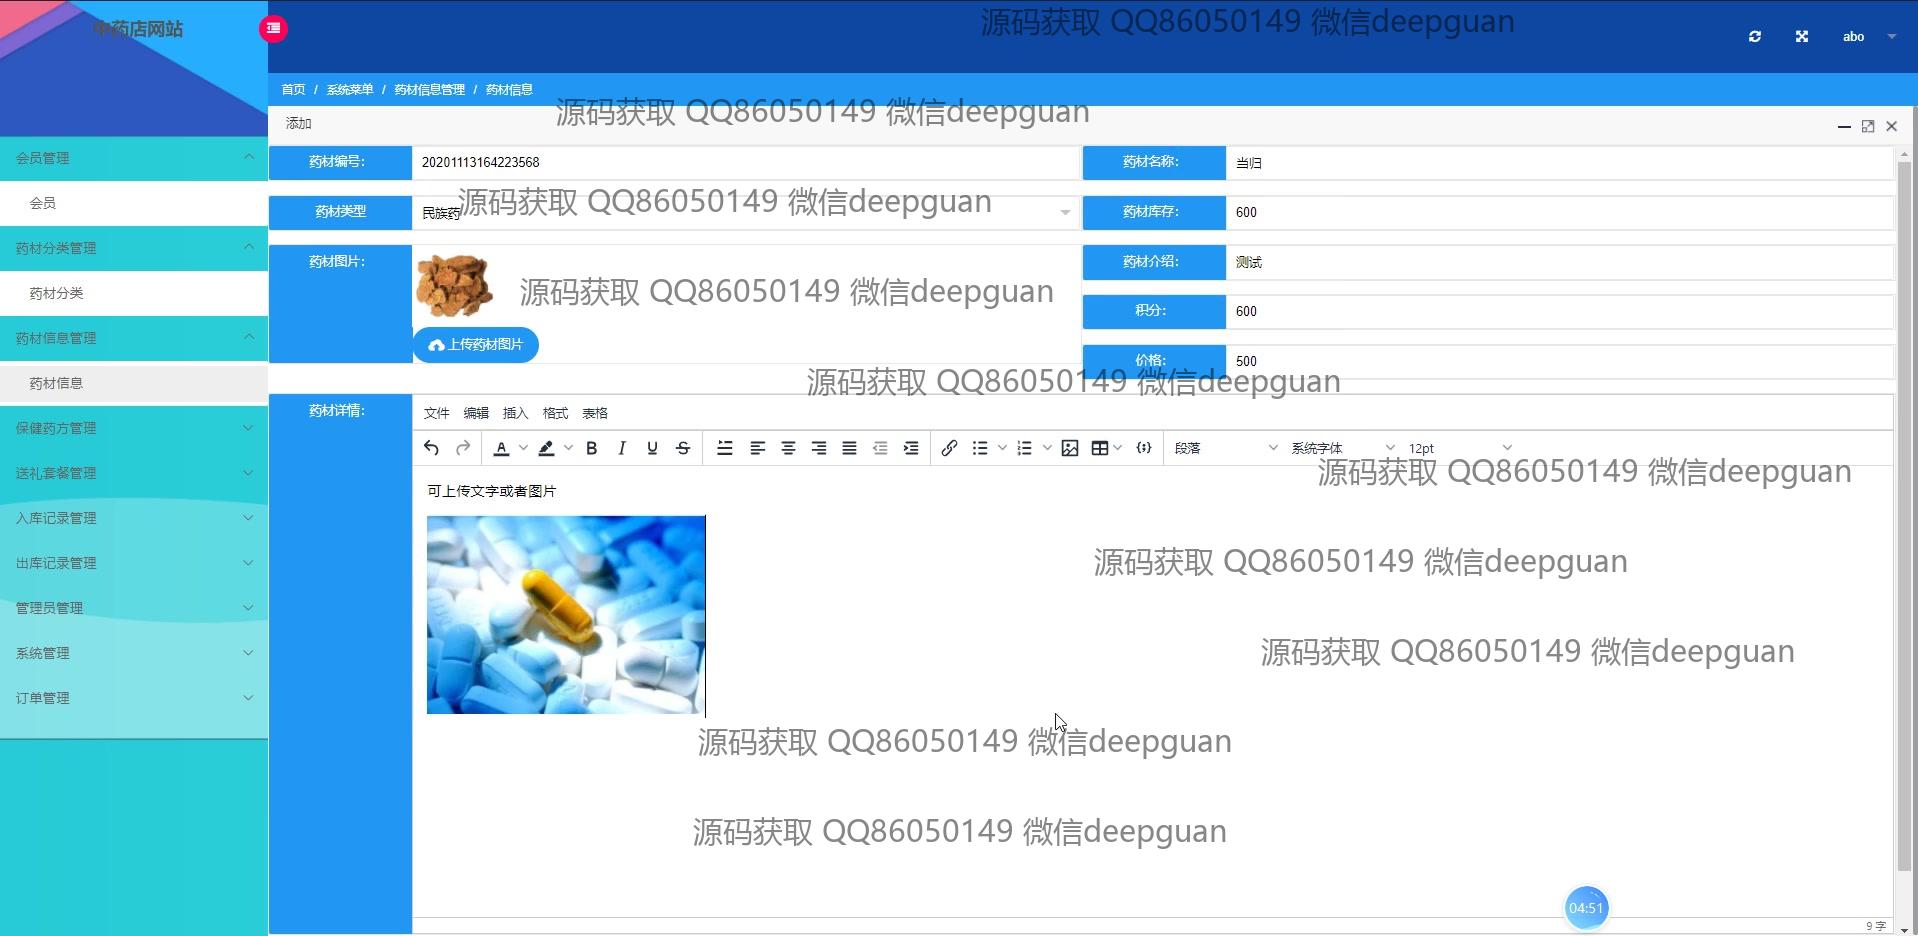 中药店网站
源码获取 QQ86050149 微信deepguan
abo
首页 / 系统菜单 / 药材信息管理 / 药材信息
源码获取 QQ86050149 微信deepguan
添加
会员管理
会员
药材分类管理
药材分类
药材信息管理
药材信息
保健药方管理
送礼套餐管理
入库记录管理
出库记录管理
管理员管理
系统管理
订单管理
药材编号: 20201113164223568
药材名称: 当归
源码获取 QQ86050149 微信deepguan
药材类型 民族药
药材库存: 600
药材图片:
药材介绍: 测试
源码获取 QQ86050149 微信deepguan
积分: 600
上传药材图片
价格: 500
源码获取 QQ86050149 微信deepguan
药材详情:
文件 编辑 插入 格式 表格
A B I U S 段落 系统字体 12pt
源码获取 QQ86050149 微信deepguan
可上传文字或者图片
源码获取 QQ86050149 微信deepguan
源码获取 QQ86050149 微信deepguan
源码获取 QQ86050149 微信deepguan
源码获取 QQ86050149 微信deepguan
04:51
9 字